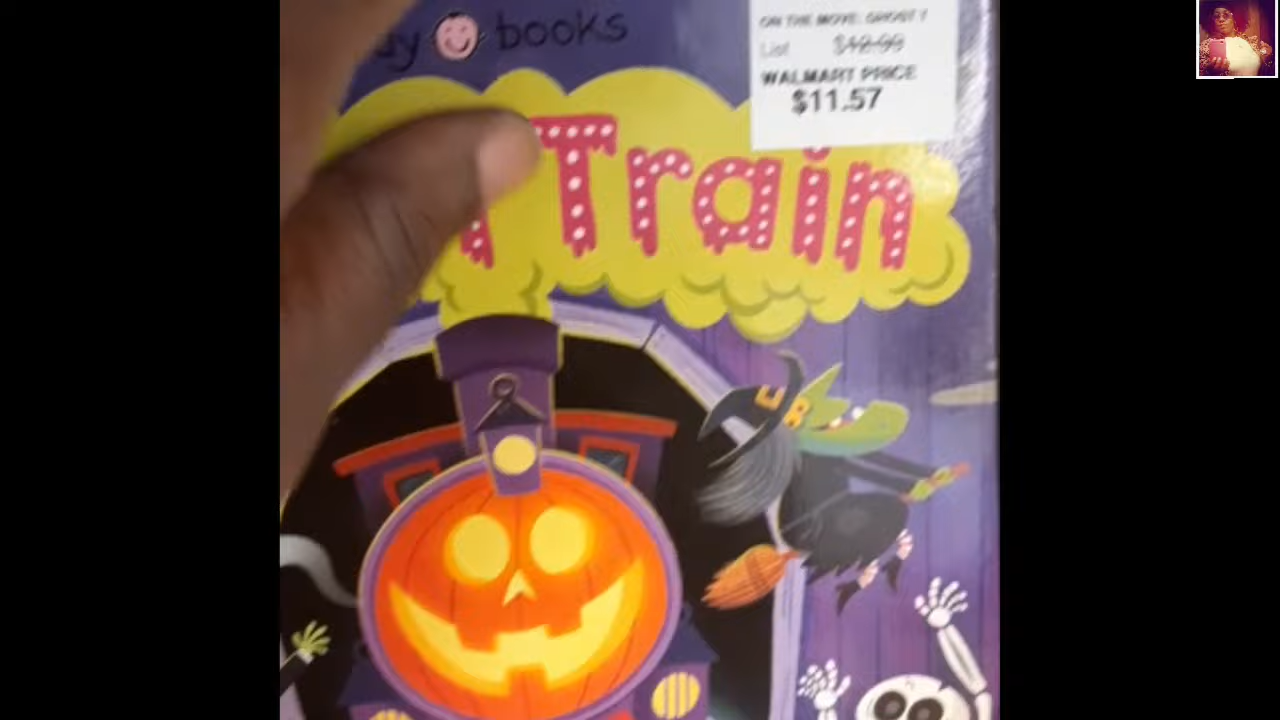 books
ON THE MOVE: GHOST T
List $12.99
WALMART PRICE
$11.57
Train